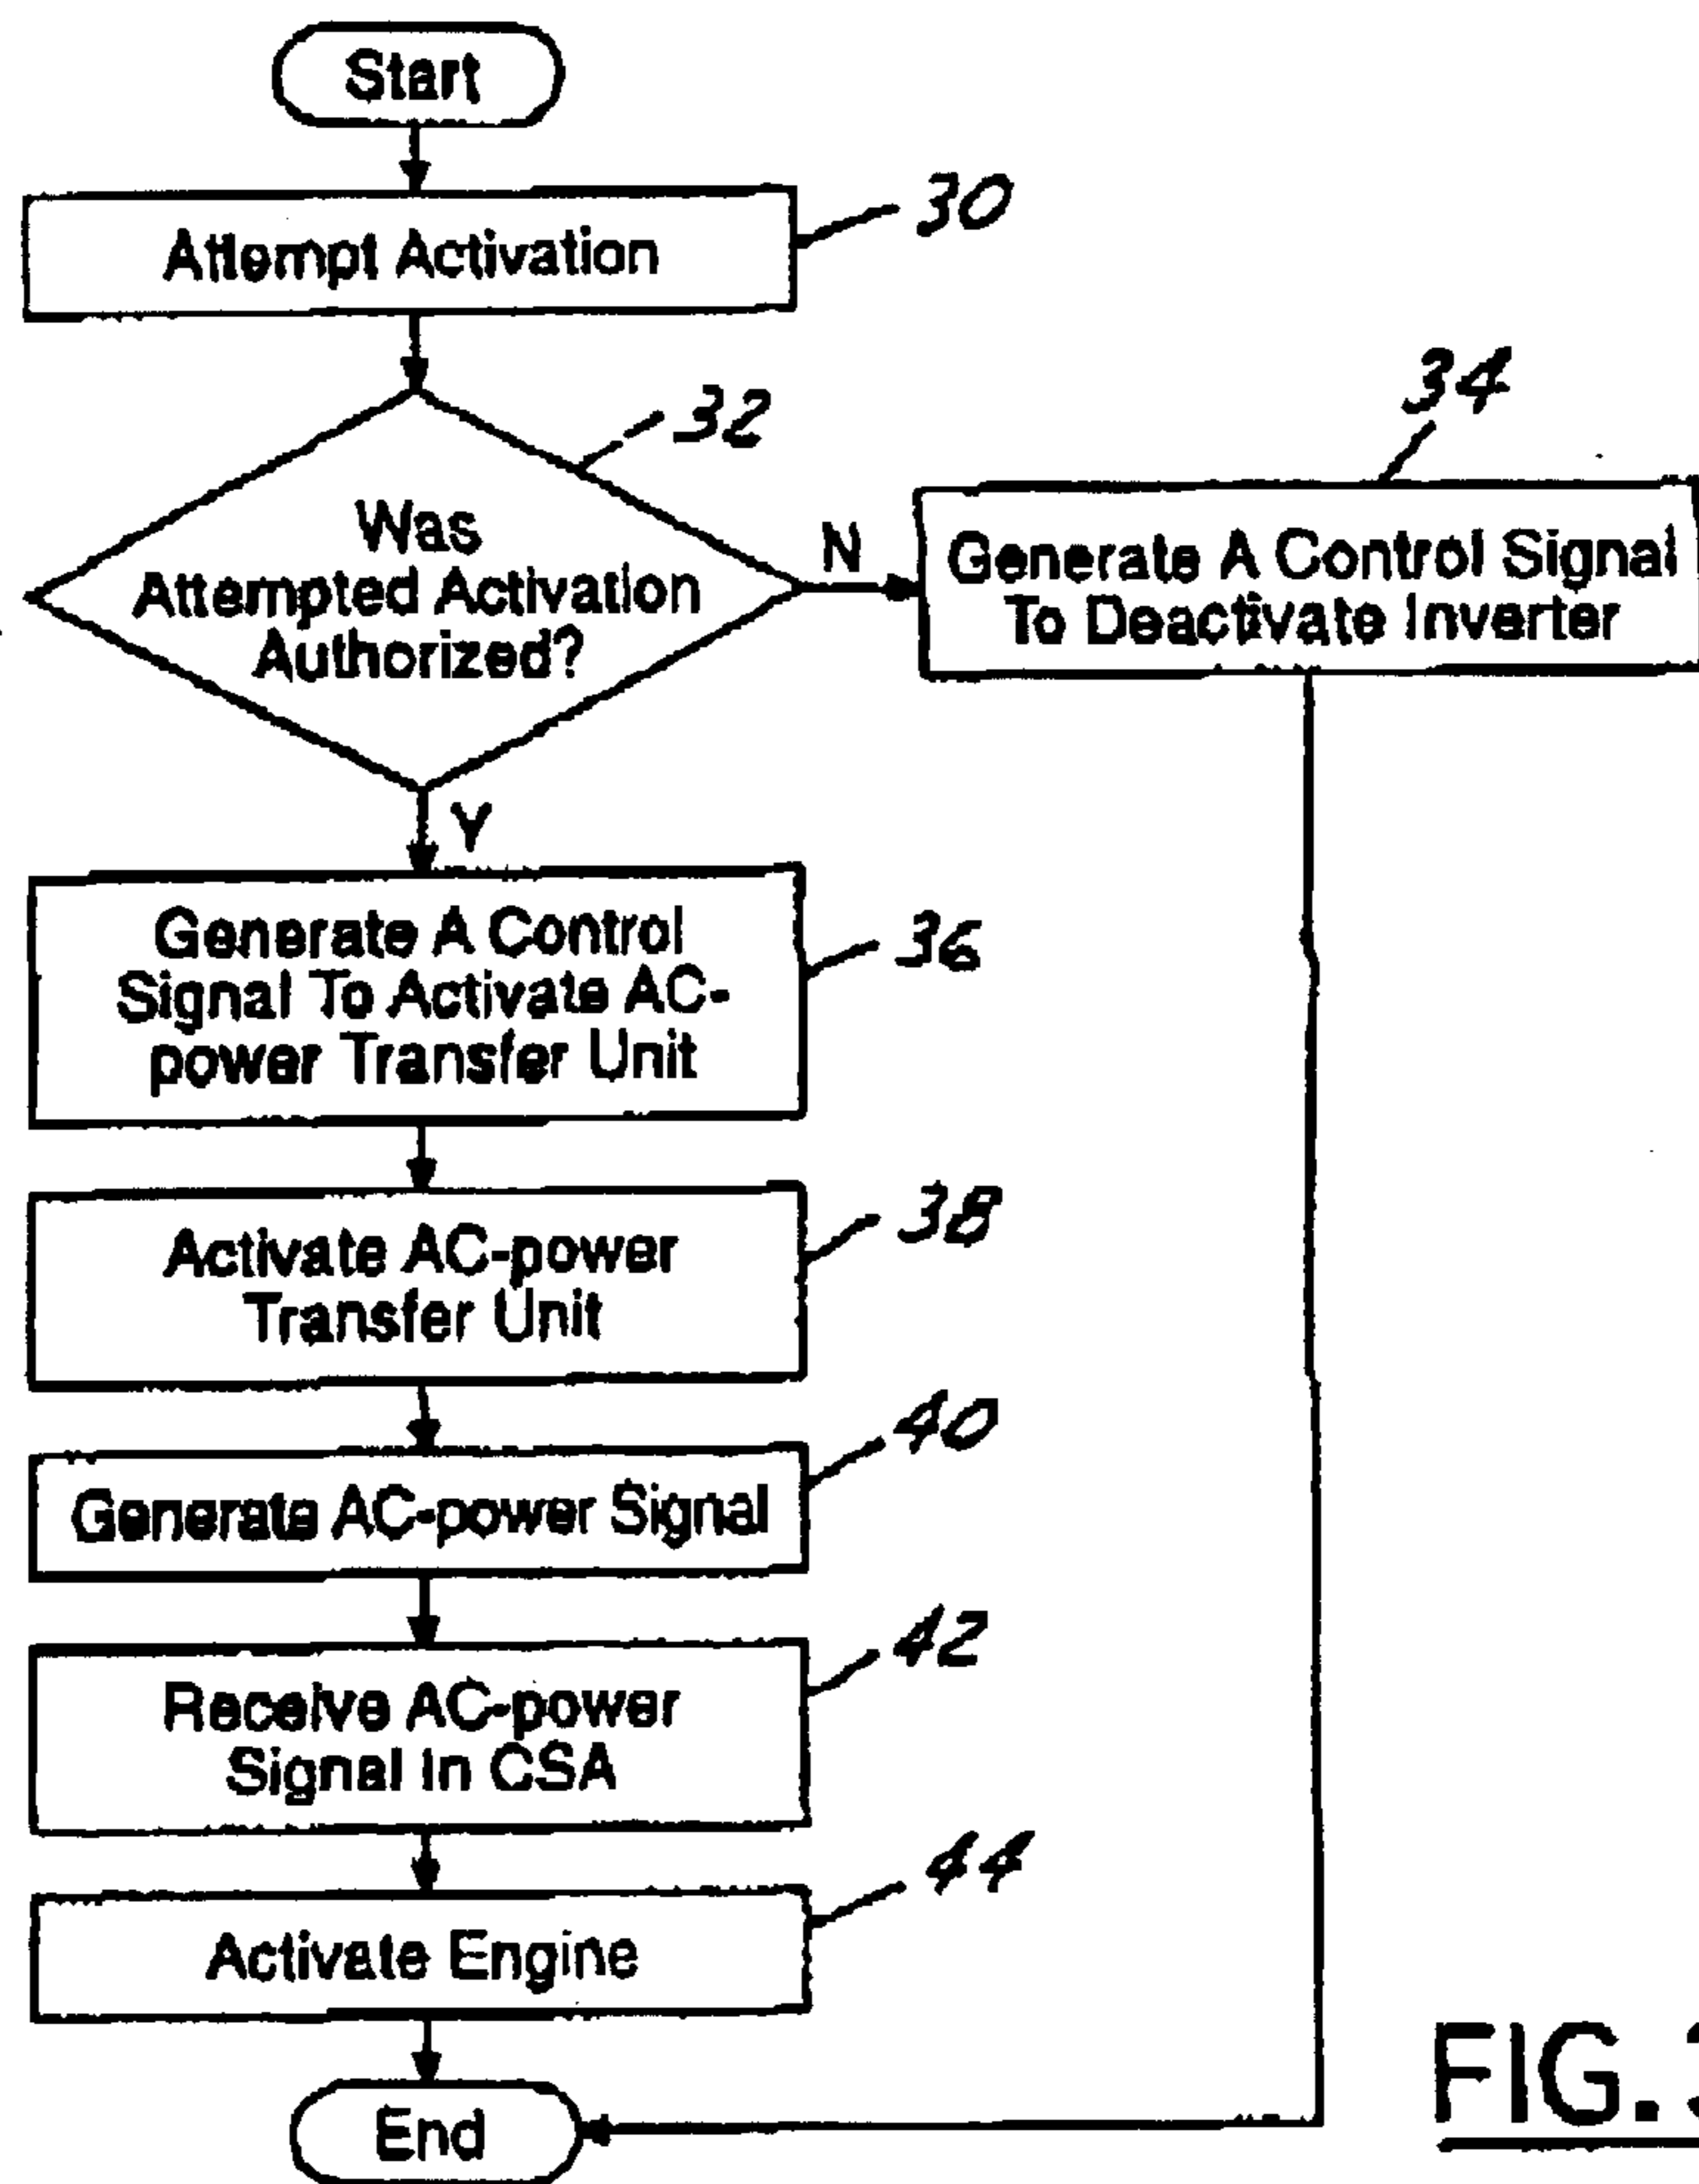 Start
Attempt Activation
30
32
Was
Attempted Activation
Authorized?
N
34
Generate A Control Signal
To Deactivate Inverter
Y
Generate A Control
Signal To Activate AC-
power Transfer Unit
36
Activate AC-power
Transfer Unit
38
Generate AC-power Signal
40
Receive AC-power
Signal In CSA
42
Activate Engine
44
End
FIG.